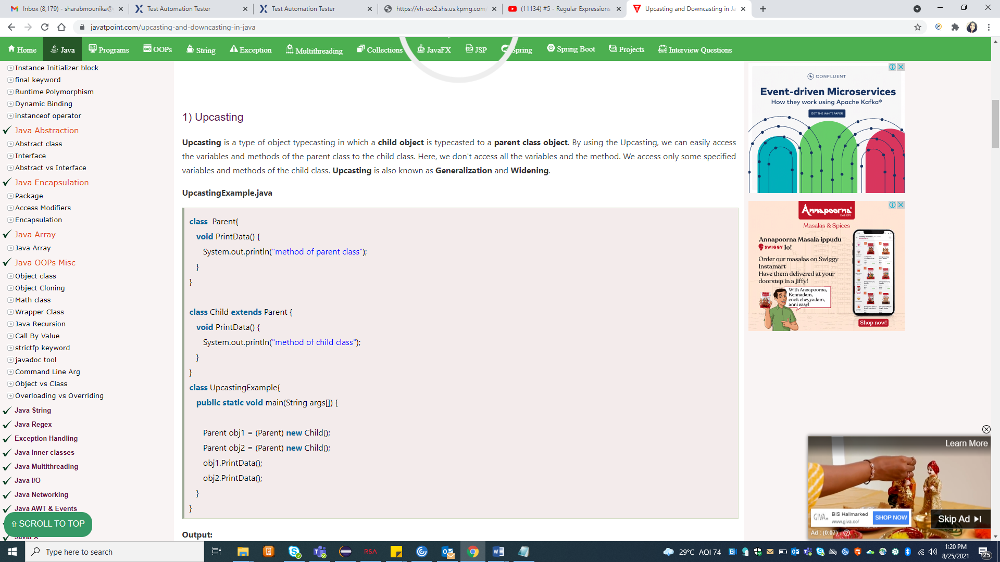 Inbox (8,179) - sharabmounika@
Test Automation Tester
Test Automation Tester
https://vh-ext2.shs.us.kpmg.com/
(11134) #5 - Regular Expressions
Upcasting and Downcasting in Ja
javatpoint.com/upcasting-and-downcasting-in-java
Home Java Programs OOPs String Exception Multithreading Collections JavaFX JSP Spring Spring Boot Projects Interview Questions
Instance Initializer block
final keyword
Runtime Polymorphism
Dynamic Binding
instanceof operator
Java Abstraction
Abstract class
Interface
Abstract vs Interface
Java Encapsulation
Package
Access Modifiers
Encapsulation
Java Array
Java Array
Java OOPs Misc
Object class
Object Cloning
Math class
Wrapper Class
Java Recursion
Call By Value
strictfp keyword
javadoc tool
Command Line Arg
Object vs Class
Overloading vs Overriding
Java String
Java Regex
Exception Handling
Java Inner classes
Java Multithreading
Java I/O
Java Networking
Java AWT & Events
⇧ SCROLL TO TOP
1) Upcasting
Upcasting is a type of object typecasting in which a child object is typecasted to a parent class object. By using the Upcasting, we can easily access
the variables and methods of the parent class to the child class. Here, we don't access all the variables and the method. We access only some specified
variables and methods of the child class. Upcasting is also known as Generalization and Widening.
UpcastingExample.java
class  Parent{
void PrintData() {
System.out.println("method of parent class");
}
}
class Child extends Parent {
void PrintData() {
System.out.println("method of child class");
}
}
class UpcastingExample{
public static void main(String args[]) {
Parent obj1 = (Parent) new Child();
Parent obj2 = (Parent) new Child();
obj1.PrintData();
obj2.PrintData();
}
}
Output:
CONFLUENT
Event-driven Microservices
How they work using Apache Kafka®
GET THE WHITEPAPER
Annapoorna
Masalas & Spices
Annapoorna Masala ippudu
SWIGGY lo!
Order our masalas on Swiggy
Instamart
Have them delivered at your
doorstep in a jiffy!
With Annapoorna,
Konnadam,
cook cheyyadam,
anni easy!
Shop now!
Learn More
GIVA
BIS Hallmarked
www.giva.co/
SHOP NOW
Skip Ad
Ad : (0:07)
Type here to search
RSA
29°C AQI 74
1:20 PM
8/25/2021
25